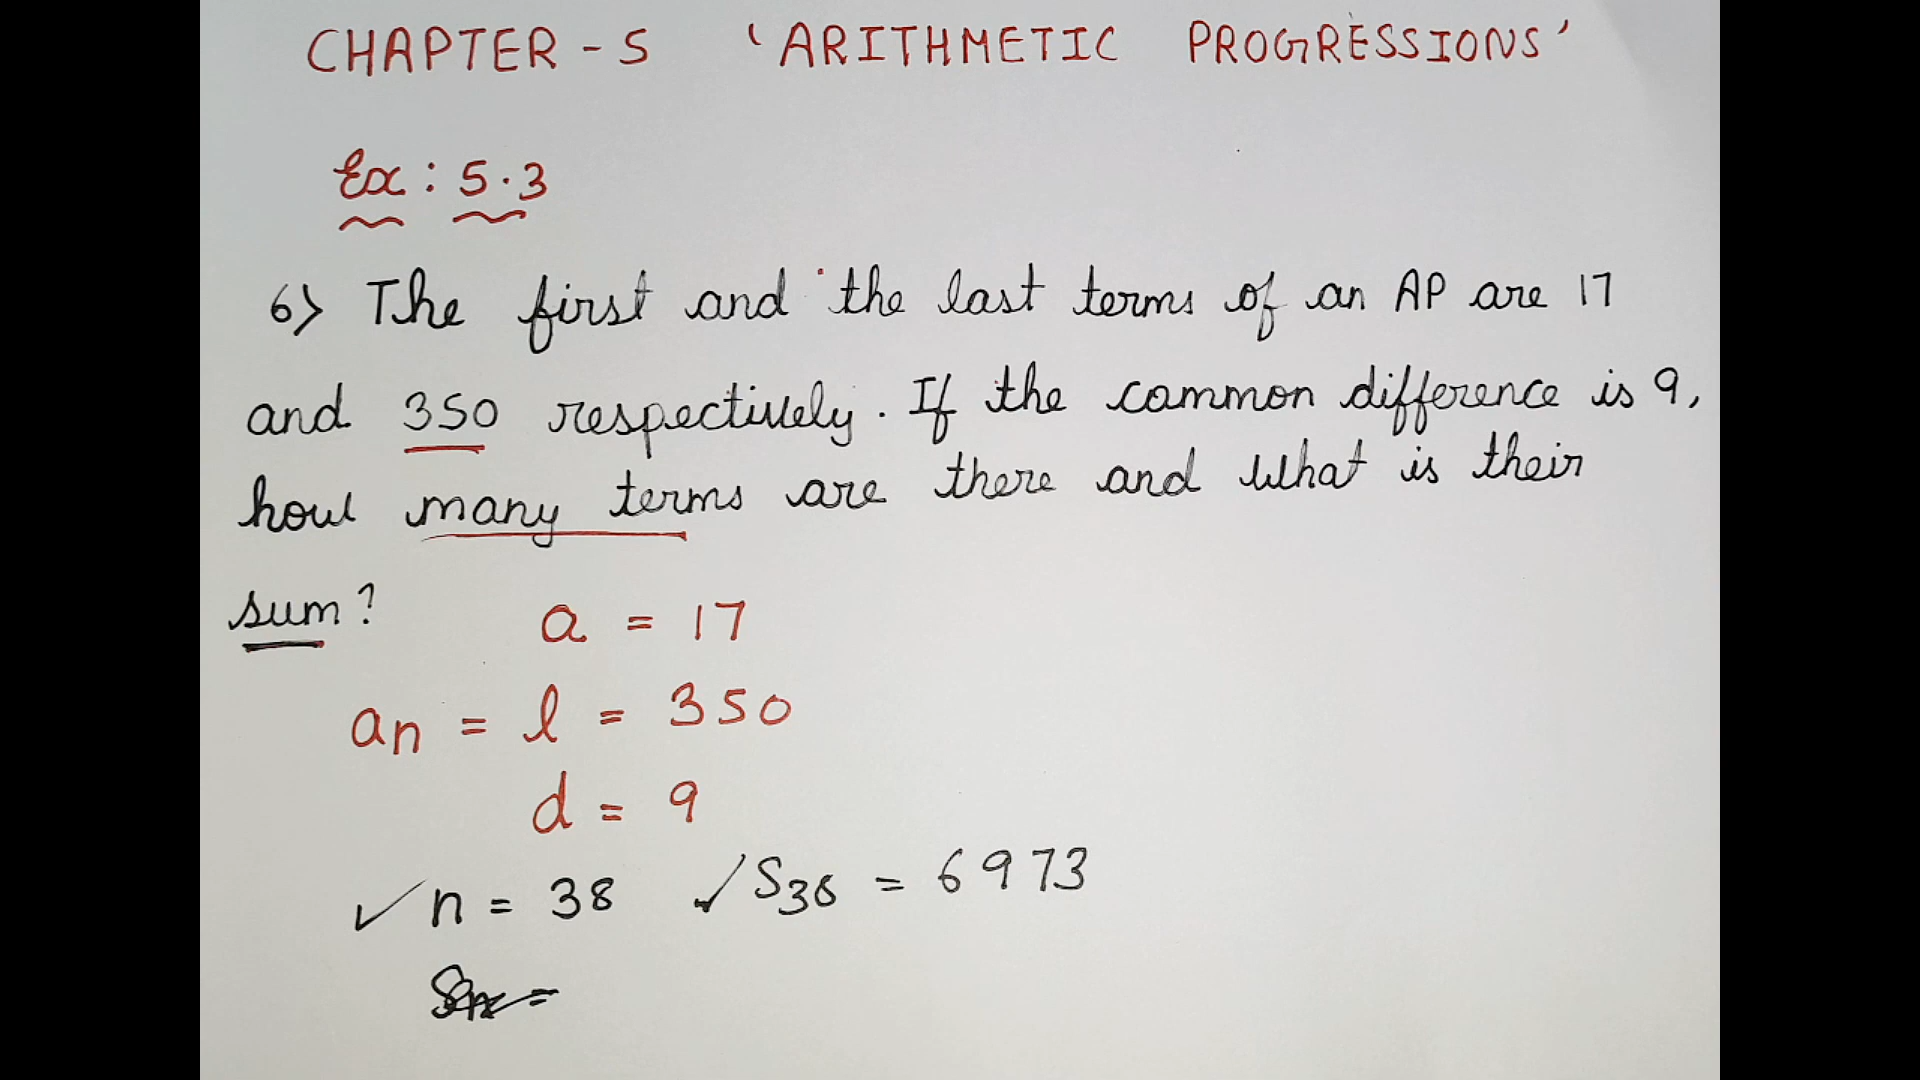 CHAPTER - 5 'ARITHMETIC PROGRESSIONS'
Ex : 5.3
6) The first and the last terms of an AP are 17
and 350 respectively. If the common difference is 9,
how many terms are there and what is their
sum?
a = 17
an = l = 350
d = 9
✓ n = 38 ✓ S38 = 6973
Sn =